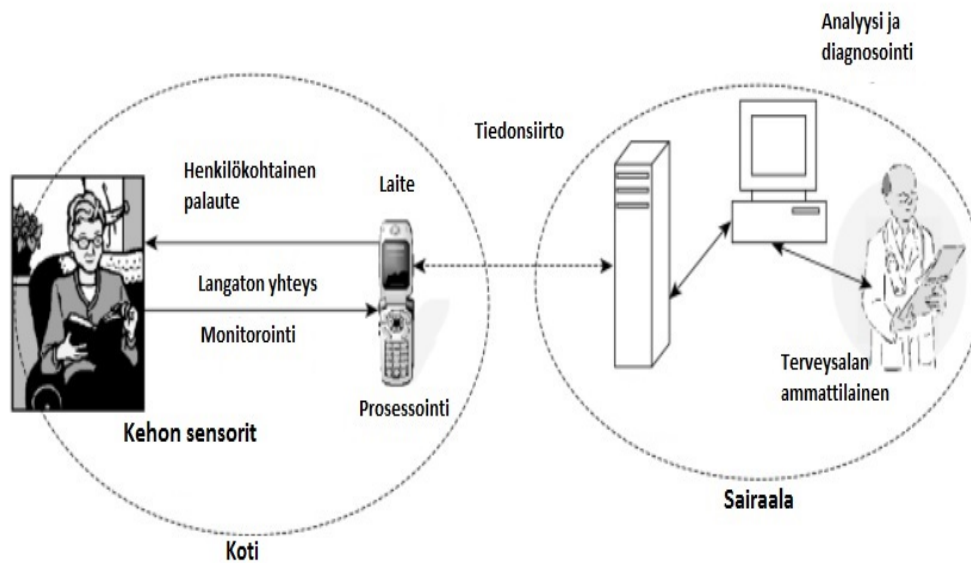 Analyysi ja
diagnosointi
Tiedonsiirto
Henkilökohtainen
palaute
Laite
Langaton yhteys
Monitorointi
Prosessointi
Kehon sensorit
Terveysalan
ammattilainen
Sairaala
Koti